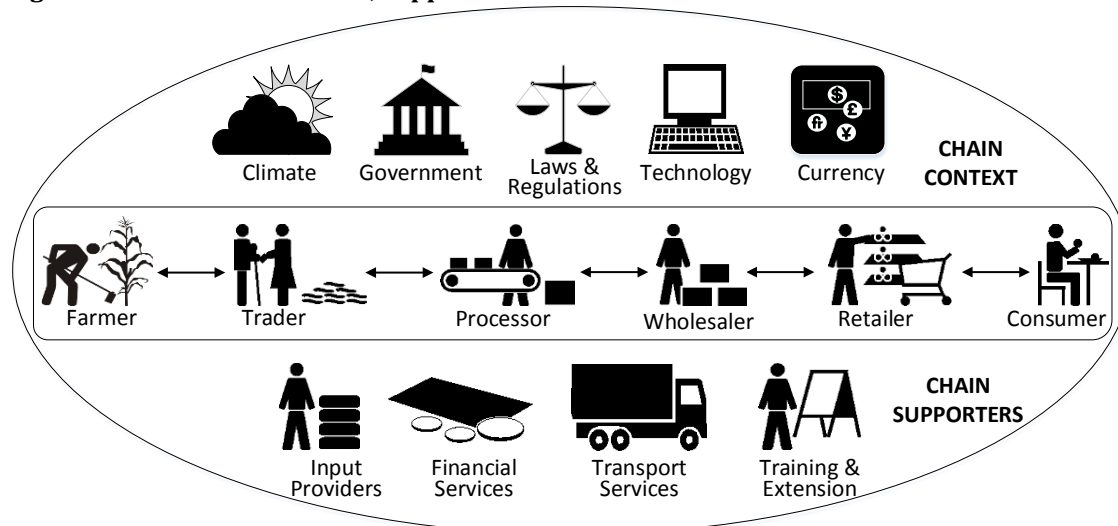 Climate
Government
Laws &
Regulations
Technology
Currency
CHAIN
CONTEXT
$
£
¥
Farmer
Trader
Processor
Wholesaler
Retailer
Consumer
CHAIN
SUPPORTERS
Input
Providers
Financial
Services
Transport
Services
Training &
Extension